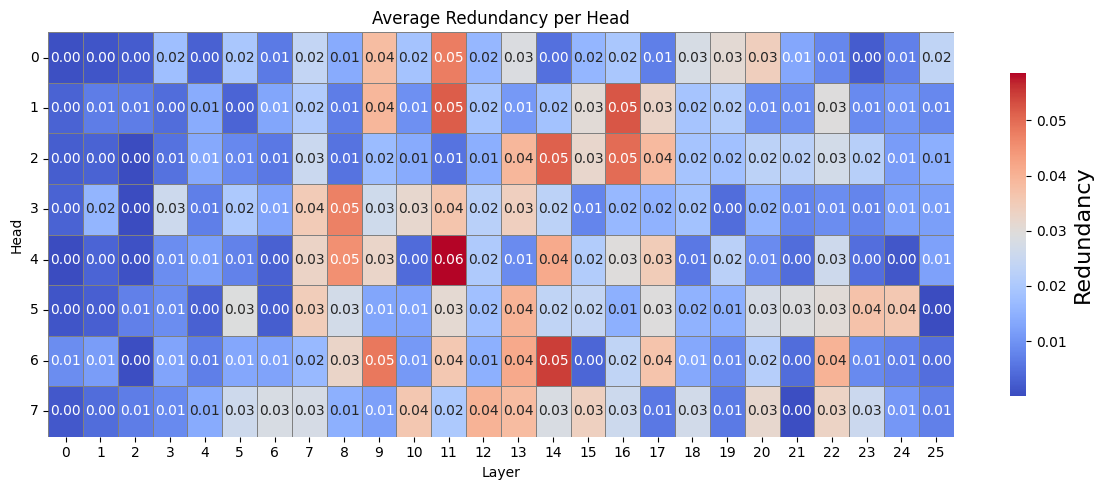 Average Redundancy per Head
0 0.00 0.00 0.00 0.02 0.00 0.02 0.01 0.02 0.01 0.04 0.02 0.05 0.02 0.03 0.00 0.02 0.02 0.01 0.03 0.03 0.03 0.01 0.01 0.00 0.01 0.02
1 0.00 0.01 0.01 0.00 0.01 0.00 0.01 0.02 0.01 0.04 0.01 0.05 0.02 0.01 0.02 0.03 0.05 0.03 0.02 0.02 0.01 0.01 0.03 0.01 0.01 0.01
2 0.00 0.00 0.00 0.01 0.01 0.01 0.01 0.03 0.01 0.02 0.01 0.01 0.01 0.04 0.05 0.03 0.05 0.04 0.02 0.02 0.02 0.02 0.03 0.02 0.01 0.01
3 0.00 0.02 0.00 0.03 0.01 0.02 0.01 0.04 0.05 0.03 0.03 0.04 0.02 0.03 0.02 0.01 0.02 0.02 0.02 0.00 0.02 0.01 0.01 0.01 0.01 0.01
4 0.00 0.00 0.00 0.01 0.01 0.01 0.00 0.03 0.05 0.03 0.00 0.06 0.02 0.01 0.04 0.02 0.03 0.03 0.01 0.02 0.01 0.00 0.03 0.00 0.00 0.01
5 0.00 0.00 0.01 0.01 0.00 0.03 0.00 0.03 0.03 0.01 0.01 0.03 0.02 0.04 0.02 0.02 0.01 0.03 0.02 0.01 0.03 0.03 0.03 0.04 0.04 0.00
6 0.01 0.01 0.00 0.01 0.01 0.01 0.01 0.02 0.03 0.05 0.01 0.04 0.01 0.04 0.05 0.00 0.02 0.04 0.01 0.01 0.02 0.00 0.04 0.01 0.01 0.00
7 0.00 0.00 0.01 0.01 0.01 0.03 0.03 0.03 0.01 0.01 0.04 0.02 0.04 0.04 0.03 0.03 0.03 0.01 0.03 0.01 0.03 0.00 0.03 0.03 0.01 0.01
0 1 2 3 4 5 6 7 8 9 10 11 12 13 14 15 16 17 18 19 20 21 22 23 24 25
Layer
Head
0.05
0.04
0.03
0.02
0.01
Redundancy